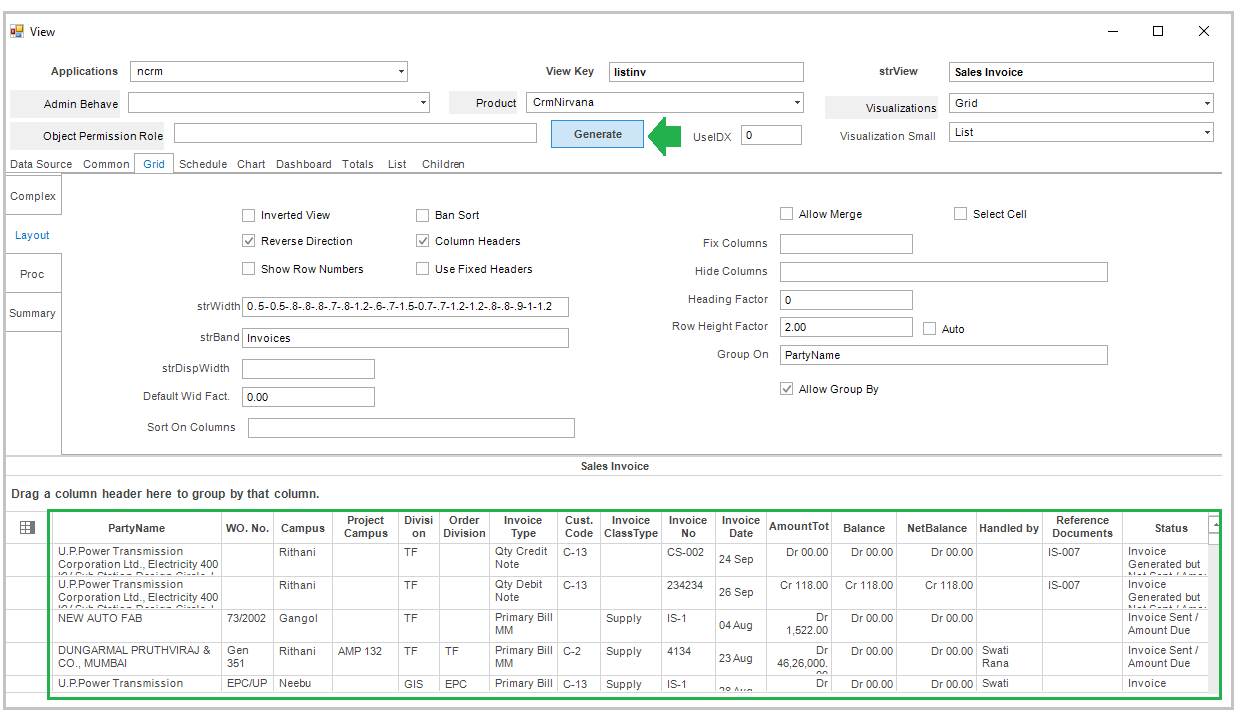 View
Applications ncrm View Key listinv strView Sales Invoice
Admin Behave Product CrmNirvana Visualizations Grid
Object Permission Role Generate UseIDX 0 Visualization Small List
Data Source Common Grid Schedule Chart Dashboard Totals List Children
Complex
Layout
Proc
Summary
Inverted View Ban Sort Allow Merge Select Cell
Reverse Direction Column Headers Fix Columns
Show Row Numbers Use Fixed Headers Hide Columns
strWidth 0.5-0.5-.8-.8-.8-.7-.8-1.2-.6-.7-1.5-0.7-.7-1.2-1.2-.8-.8-.9-1-1.2 Heading Factor 0
strBand Invoices Row Height Factor 2.00 Auto
strDispWidth Group On PartyName
Default Wid Fact. 0.00 Allow Group By
Sort On Columns
Sales Invoice
Drag a column header here to group by that column.
PartyName WO. No. Campus Project Campus Divisi on Order Division Invoice Type Cust. Code Invoice ClassType Invoice No Invoice Date AmountTot Balance NetBalance Handled by Reference Documents Status
U.P.Power Transmission Rithani TF Qty Credit C-13 CS-002 24 Sep Dr 00.00 Dr 00.00 Dr 00.00 IS-007 Invoice
Corporation Ltd., Electricity 400 Note Generated but
U.P.Power Transmission Rithani TF Qty Debit C-13 234234 26 Sep Cr 118.00 Cr 118.00 Cr 118.00 IS-007 Invoice
Corporation Ltd., Electricity 400 Note Generated but
NEW AUTO FAB 73/2002 Gangol TF Primary Bill Supply IS-1 04 Aug Dr Dr 00.00 Dr 00.00 Invoice Sent /
MM 1,522.00 Amount Due
DUNGARMAL PRUTHVIRAJ & Gen Rithani AMP 132 TF TF Primary Bill C-2 Supply 4134 23 Aug Dr Dr 00.00 Dr 00.00 Swati Invoice Sent /
CO., MUMBAI 351 MM 46,26,000. Rana Amount Due
U.P.Power Transmission EPC/UP Neebu GIS EPC Primary Bill C-13 Supply IS-1 Dr Dr 00.00 Dr 00.00 Swati Invoice